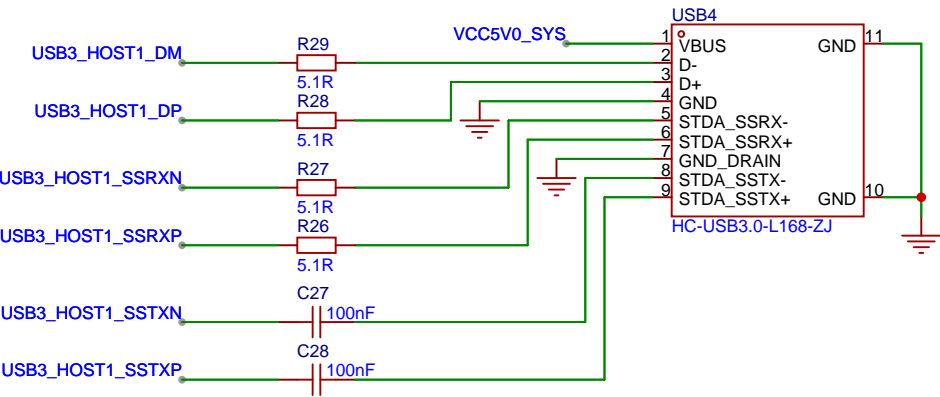 USB4
VCC5V0_SYS
1
VBUS
GND
11
USB3_HOST1_DM
R29
5.1R
2
D-
3
D+
USB3_HOST1_DP
R28
5.1R
4
GND
5
STDA_SSRX-
6
STDA_SSRX+
7
GND_DRAIN
USB3_HOST1_SSRXN
R27
5.1R
8
STDA_SSTX-
9
STDA_SSTX+
GND
10
HC-USB3.0-L168-ZJ
USB3_HOST1_SSRXP
R26
5.1R
USB3_HOST1_SSTXN
C27
100nF
USB3_HOST1_SSTXP
C28
100nF